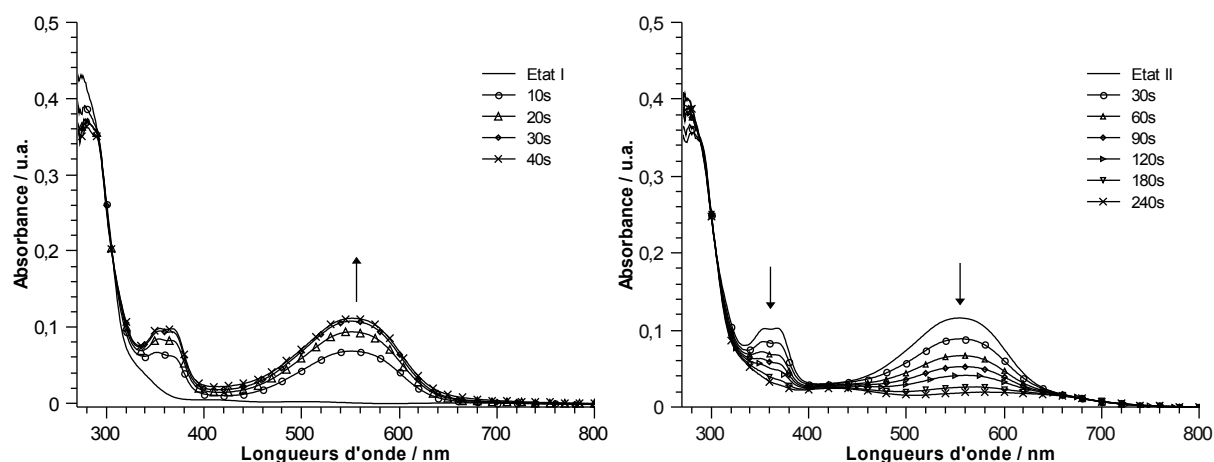 0,5
0,4
0,3
0,2
0,1
0
Absorbance / u.a.
300 400 500 600 700 800
Longueurs d'onde / nm
Etat I
10s
20s
30s
40s
0,5
0,4
0,3
0,2
0,1
0
Absorbance / u.a.
300 400 500 600 700 800
Longueurs d'onde / nm
Etat II
30s
60s
90s
120s
180s
240s